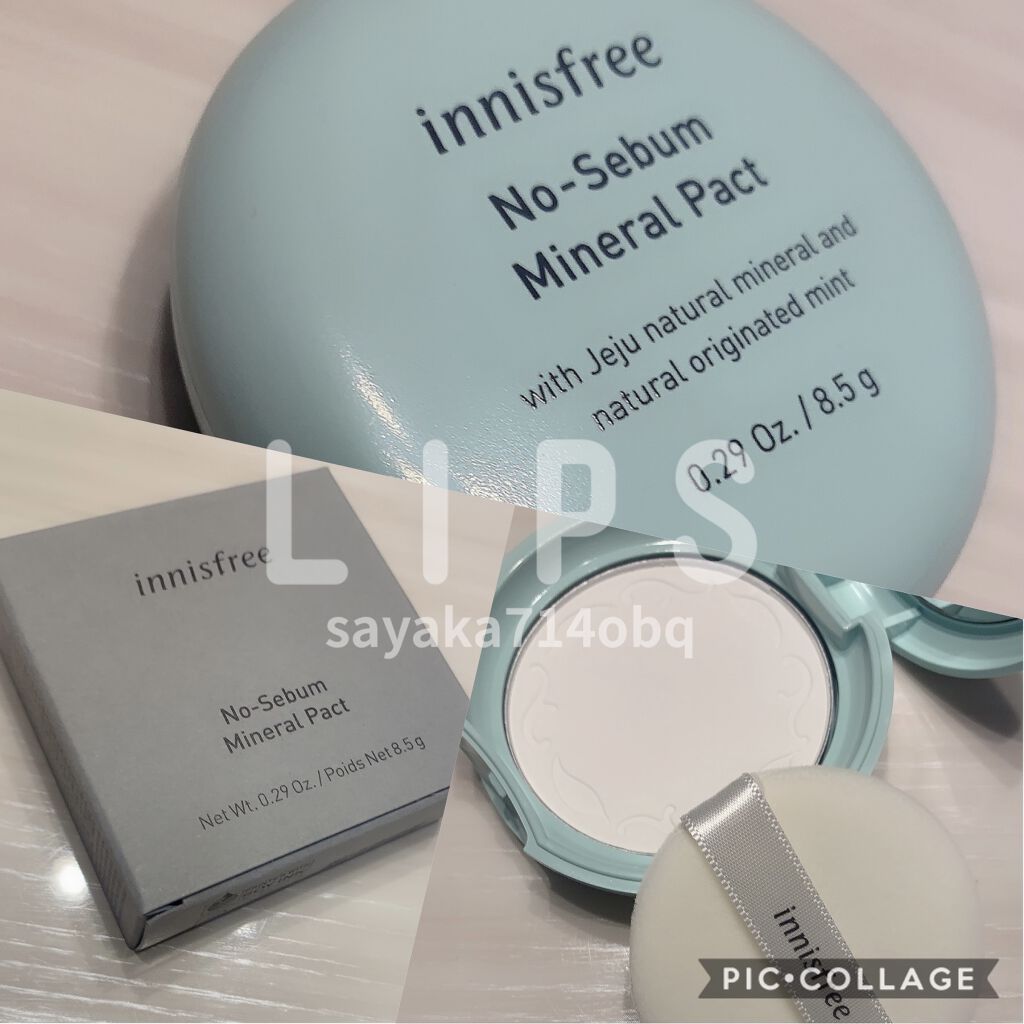 innisfree
No-Sebum
Mineral Pact
with Jeju natural mineral and
natural originated mint
0.29 Oz. / 8.5 g
LIPS
sayaka714obq
innisfree
No-Sebum
Mineral Pact
Net Wt. 0.29 Oz. / Poids Net 8.5 g
innisfree
PIC•COLLAGE